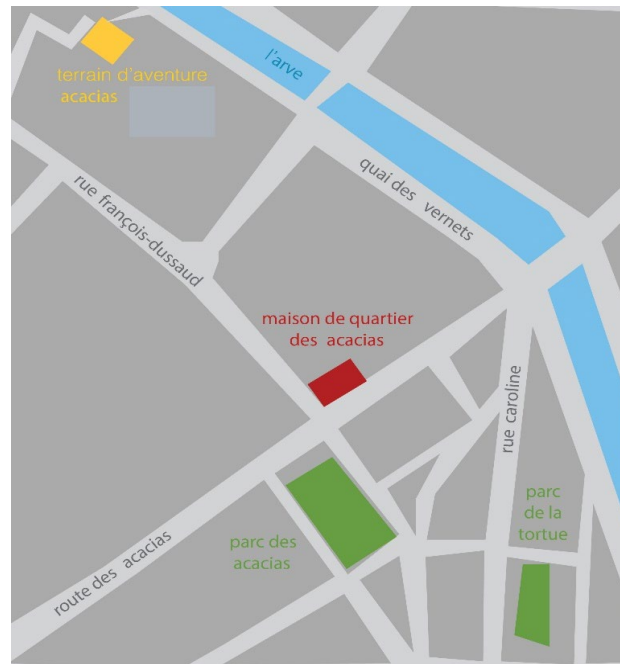 l'arve
terrain d'aventure
acacias
quai des vernets
rue françois-dussaud
maison de quartier
des acacias
rue caroline
parc
de la
tortue
parc des
acacias
route des acacias